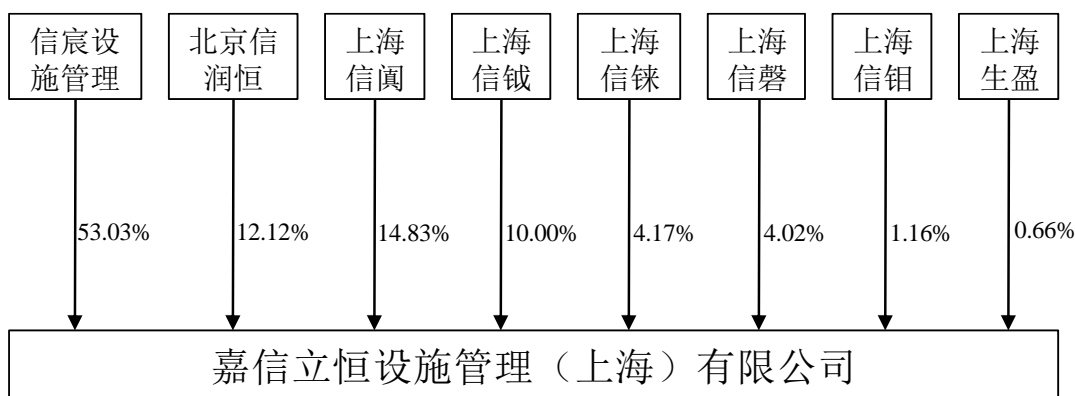 信宸设
施管理
北京信
润恒
上海
信阗
上海
信钺
上海
信铼
上海
信磬
上海
信钼
上海
生盈
53.03%
12.12%
14.83%
10.00%
4.17%
4.02%
1.16%
0.66%
嘉信立恒设施管理（上海）有限公司